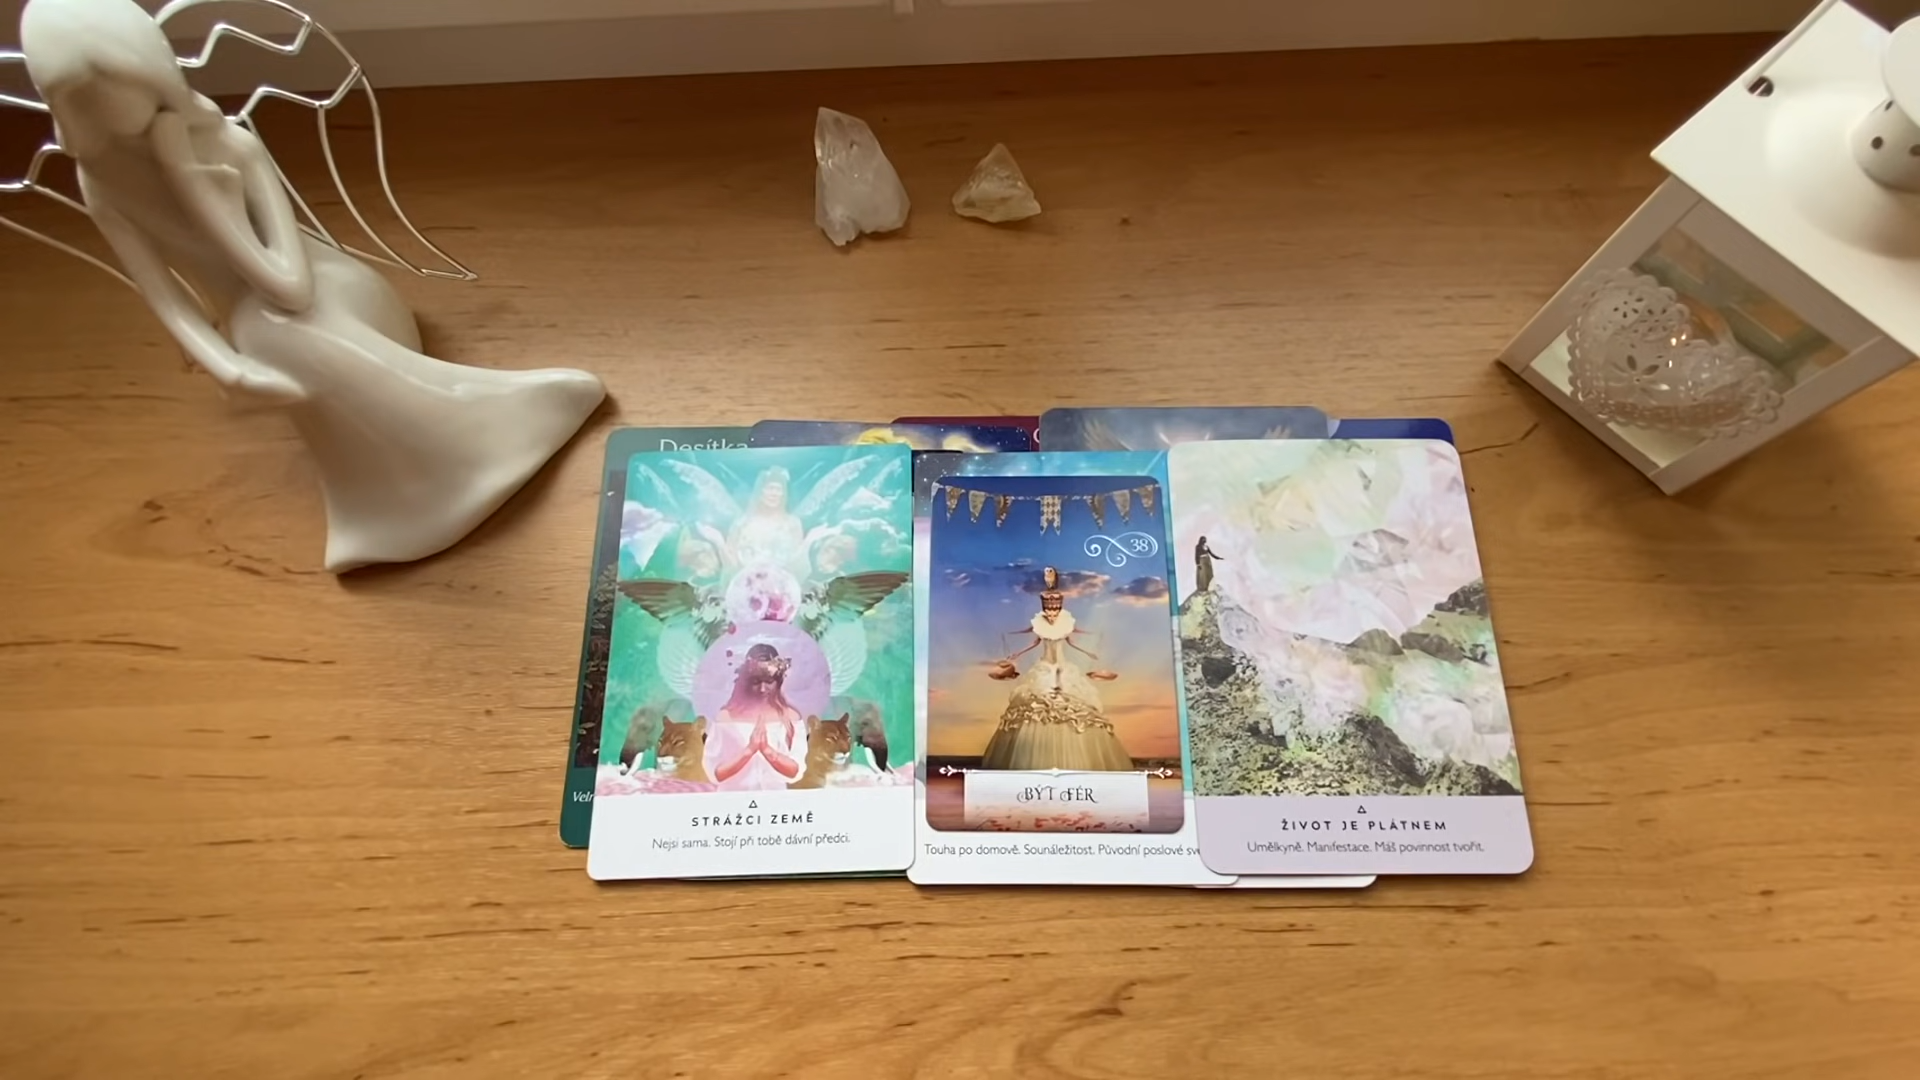 Desítka
38
BÝT FÉR
STRÁŽCI ZEMĚ
Nejsi sama. Stojí při tobě dávní předci.
Touha po domově. Sounáležitost. Původní poslové
ŽIVOT JE PLÁTNEM
Umělkyně. Manifestace. Máš povinnost tvořit.